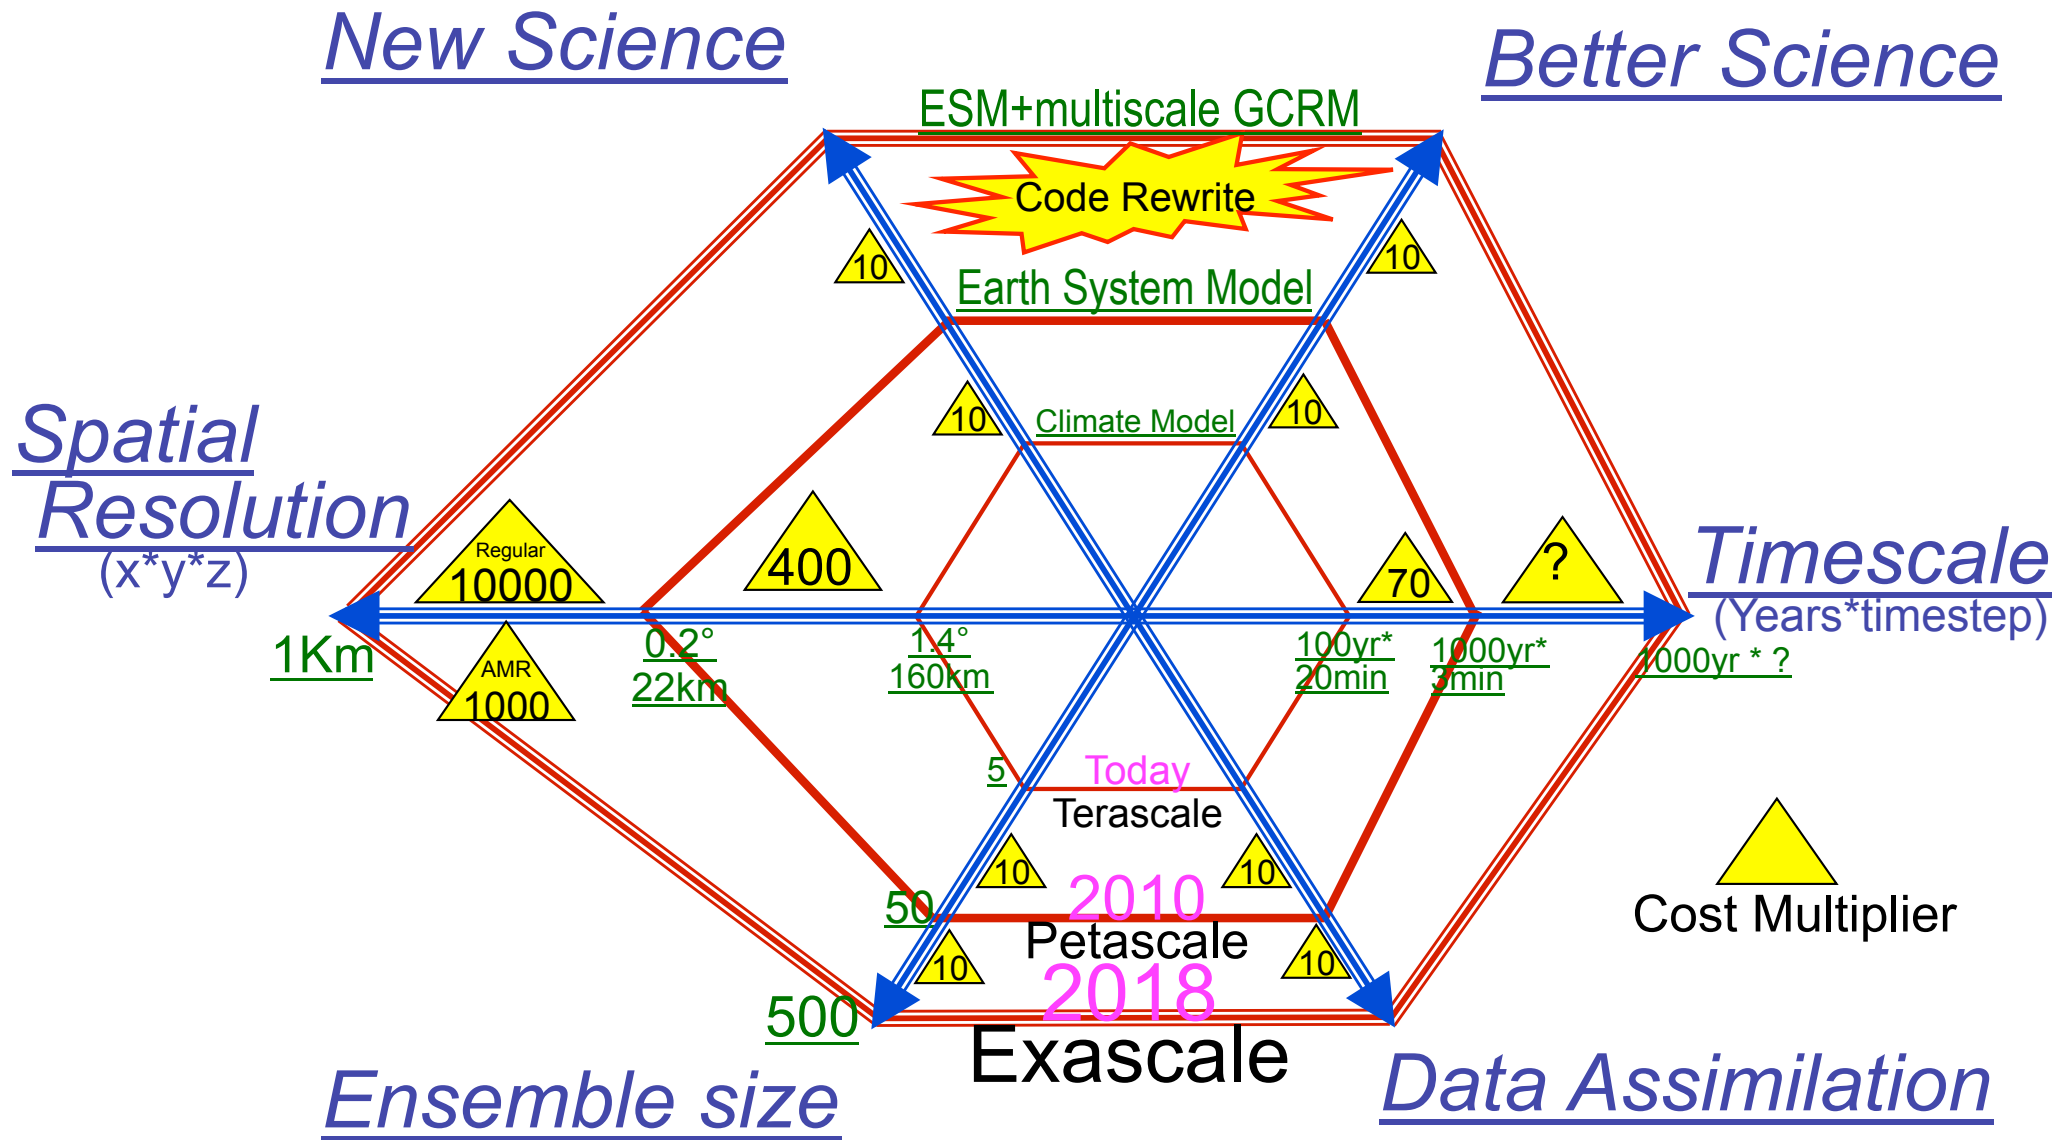 New Science
Better Science
ESM+multiscale GCRM
Code Rewrite
10
10
Earth System Model
10
10
Climate Model
Spatial
Resolution
(x*y*z)
Regular
10000
400
70
?
Timescale
(Years*timestep)
1Km
AMR
1000
0.2°
22km
1.4°
160km
100yr*
20min
1000yr*
3min
1000yr * ?
5
Today
Terascale
10
10
50
2010
Petascale
10
10
2018
500
Exascale
Cost Multiplier
Ensemble size
Data Assimilation